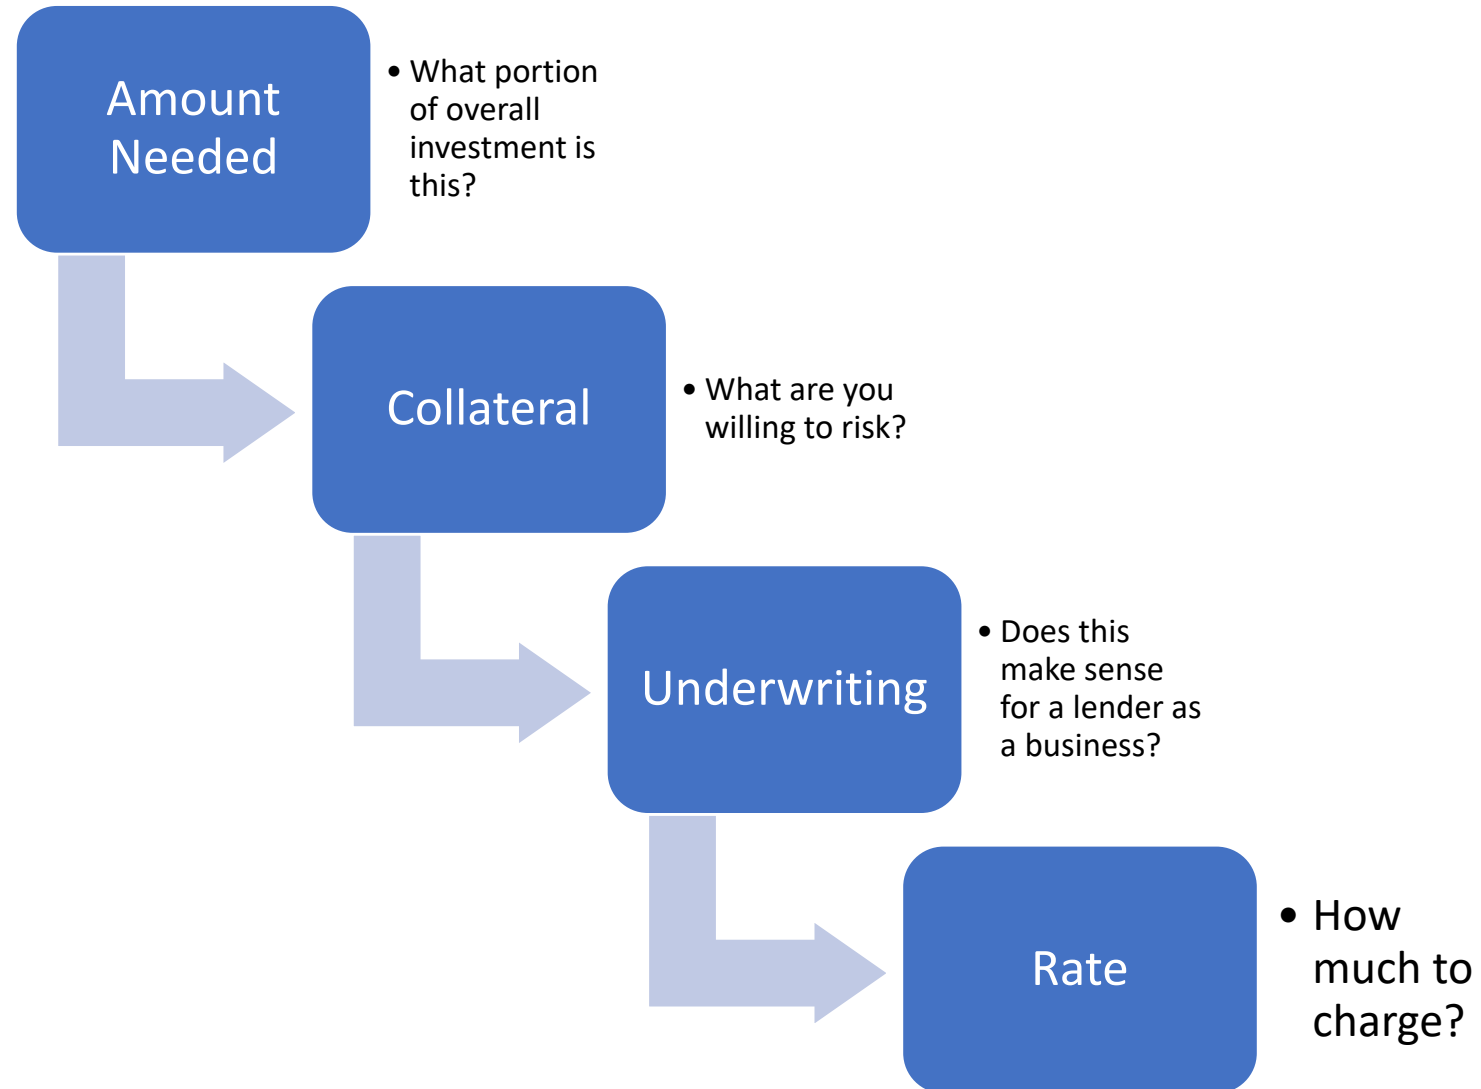 Amount
Needed
• What portion
of overall
investment is
this?
Collateral
• What are you
willing to risk?
Underwriting
• Does this
make sense
for a lender as
a business?
Rate
• How
much to
charge?